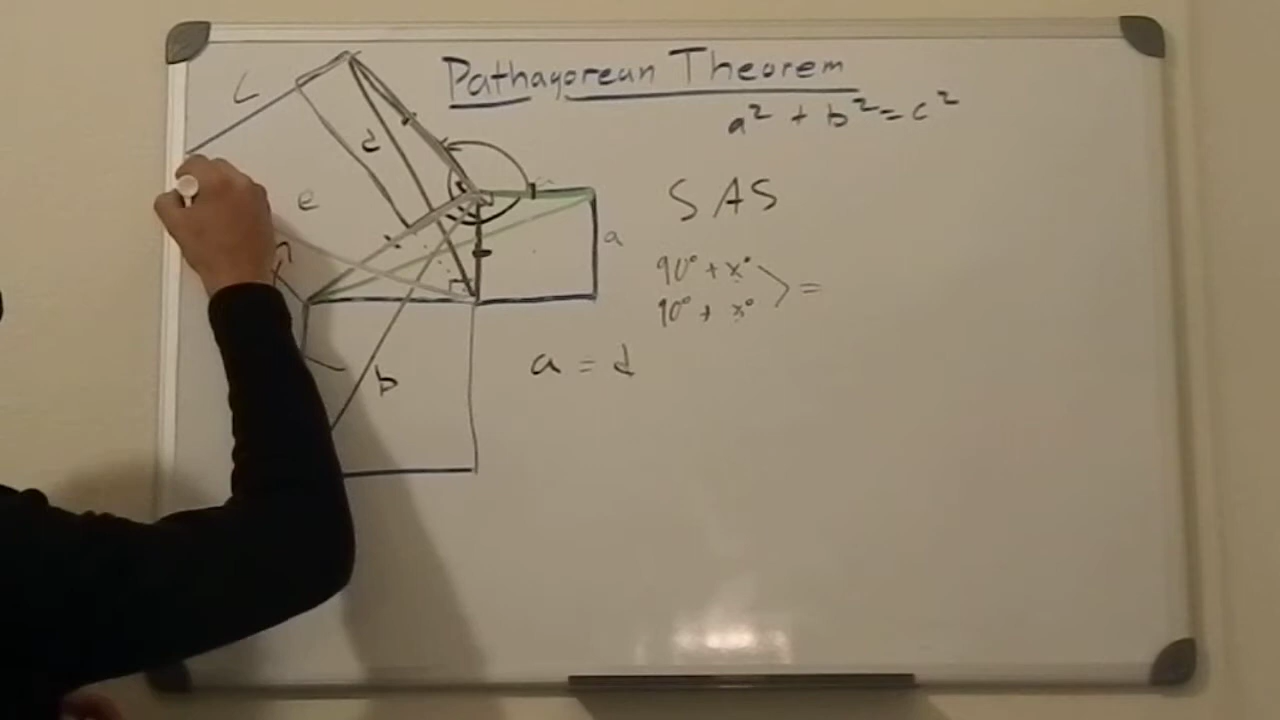 Pathagorean Theorem
a² + b² = c²
C
d
e
a
SAS
90° + x°
90° + x° > =
a = d
b